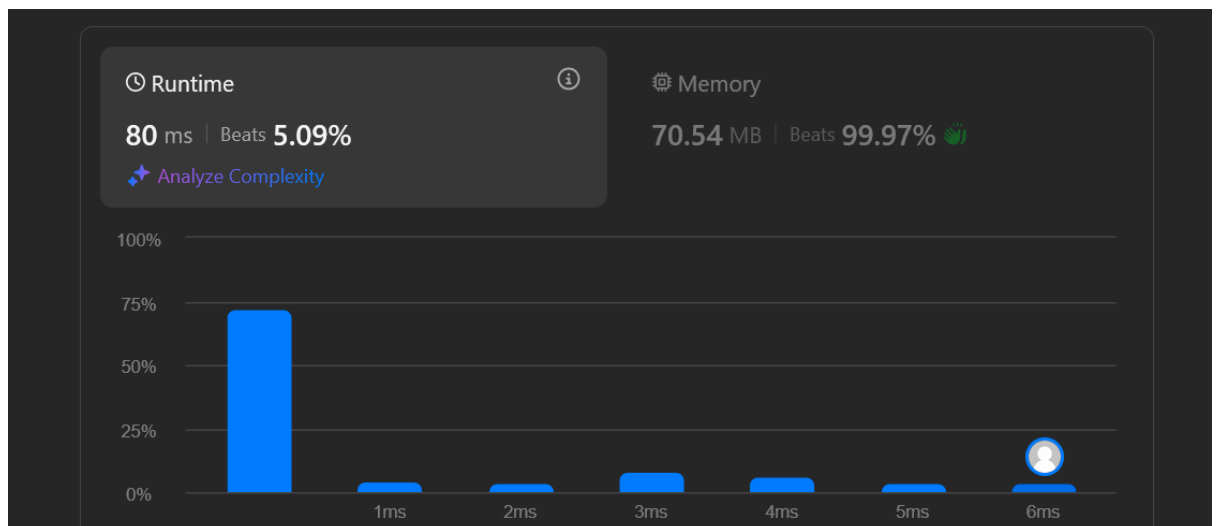 Runtime
80 ms | Beats 5.09%
Analyze Complexity
Memory
70.54 MB | Beats 99.97%
100%
75%
50%
25%
0%
1ms 2ms 3ms 4ms 5ms 6ms